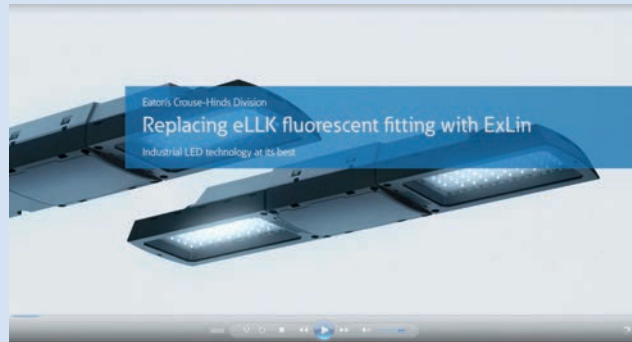 Eaton's Crouse-Hinds Division
Replacing eLLK fluorescent fitting with ExLin
Industrial LED technology at its best